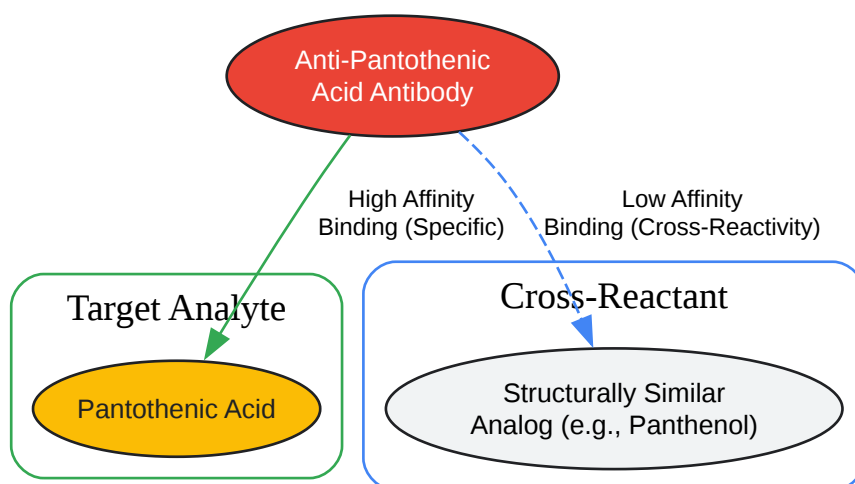 Anti-Pantothenic
Acid Antibody
High Affinity
Binding (Specific)
Low Affinity
Binding (Cross-Reactivity)
Target Analyte
Pantothenic Acid
Cross-Reactant
Structurally Similar
Analog (e.g., Panthenol)